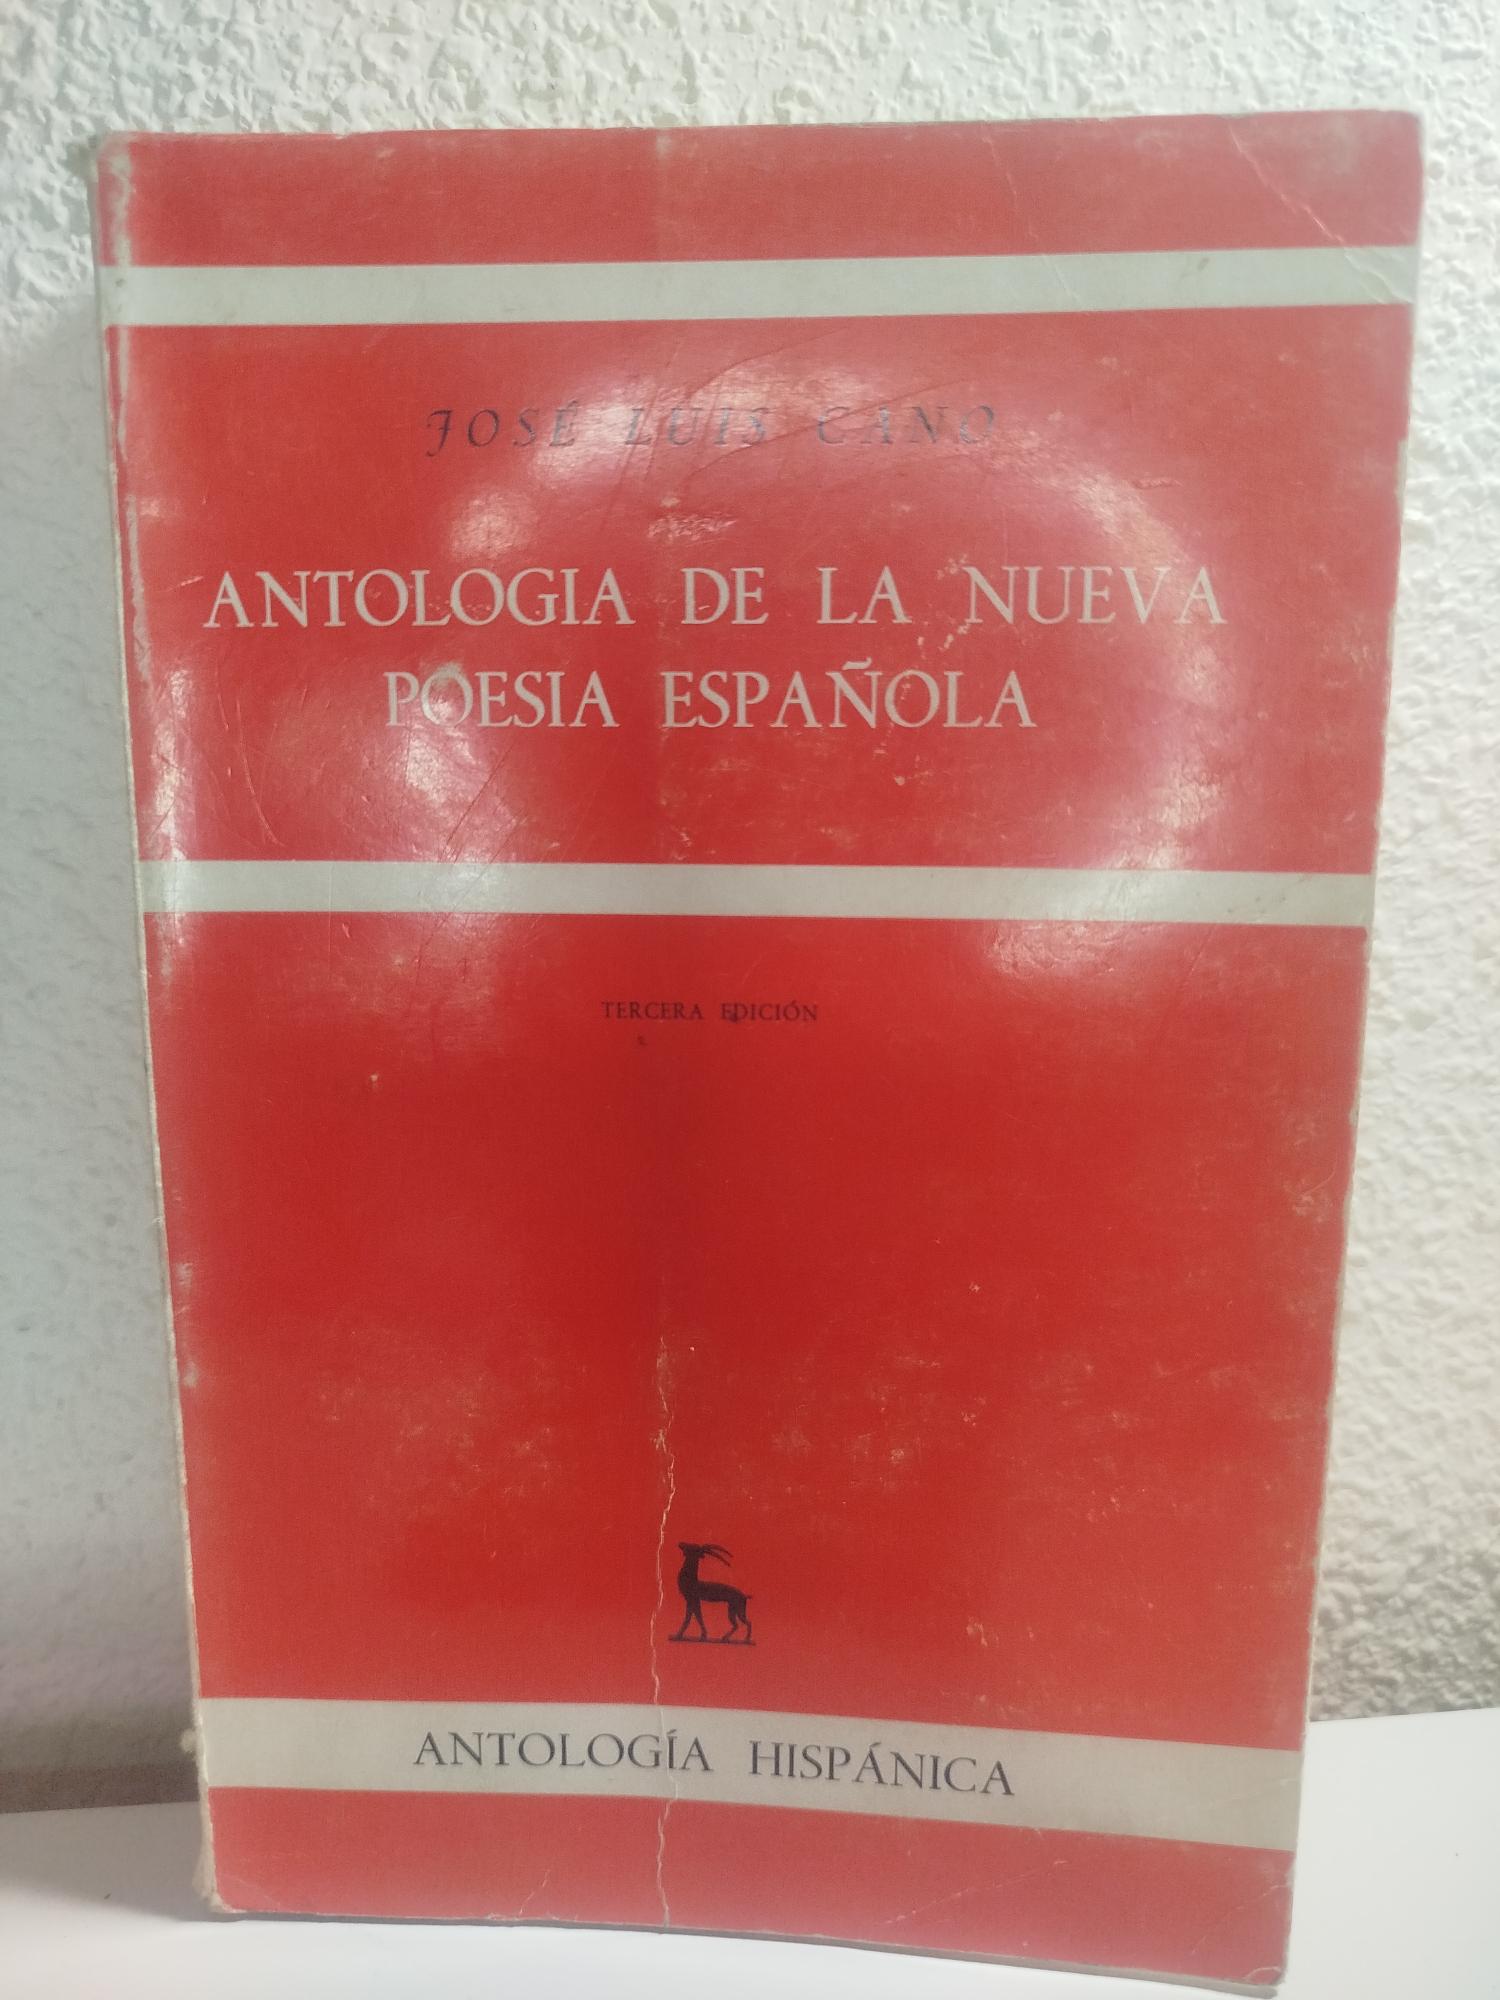 JOSÉ LUIS CANO
ANTOLOGIA DE LA NUEVA
POESIA ESPAÑOLA
TERCERA EDICIÓN
ANTOLOGÍA HISPÁNICA